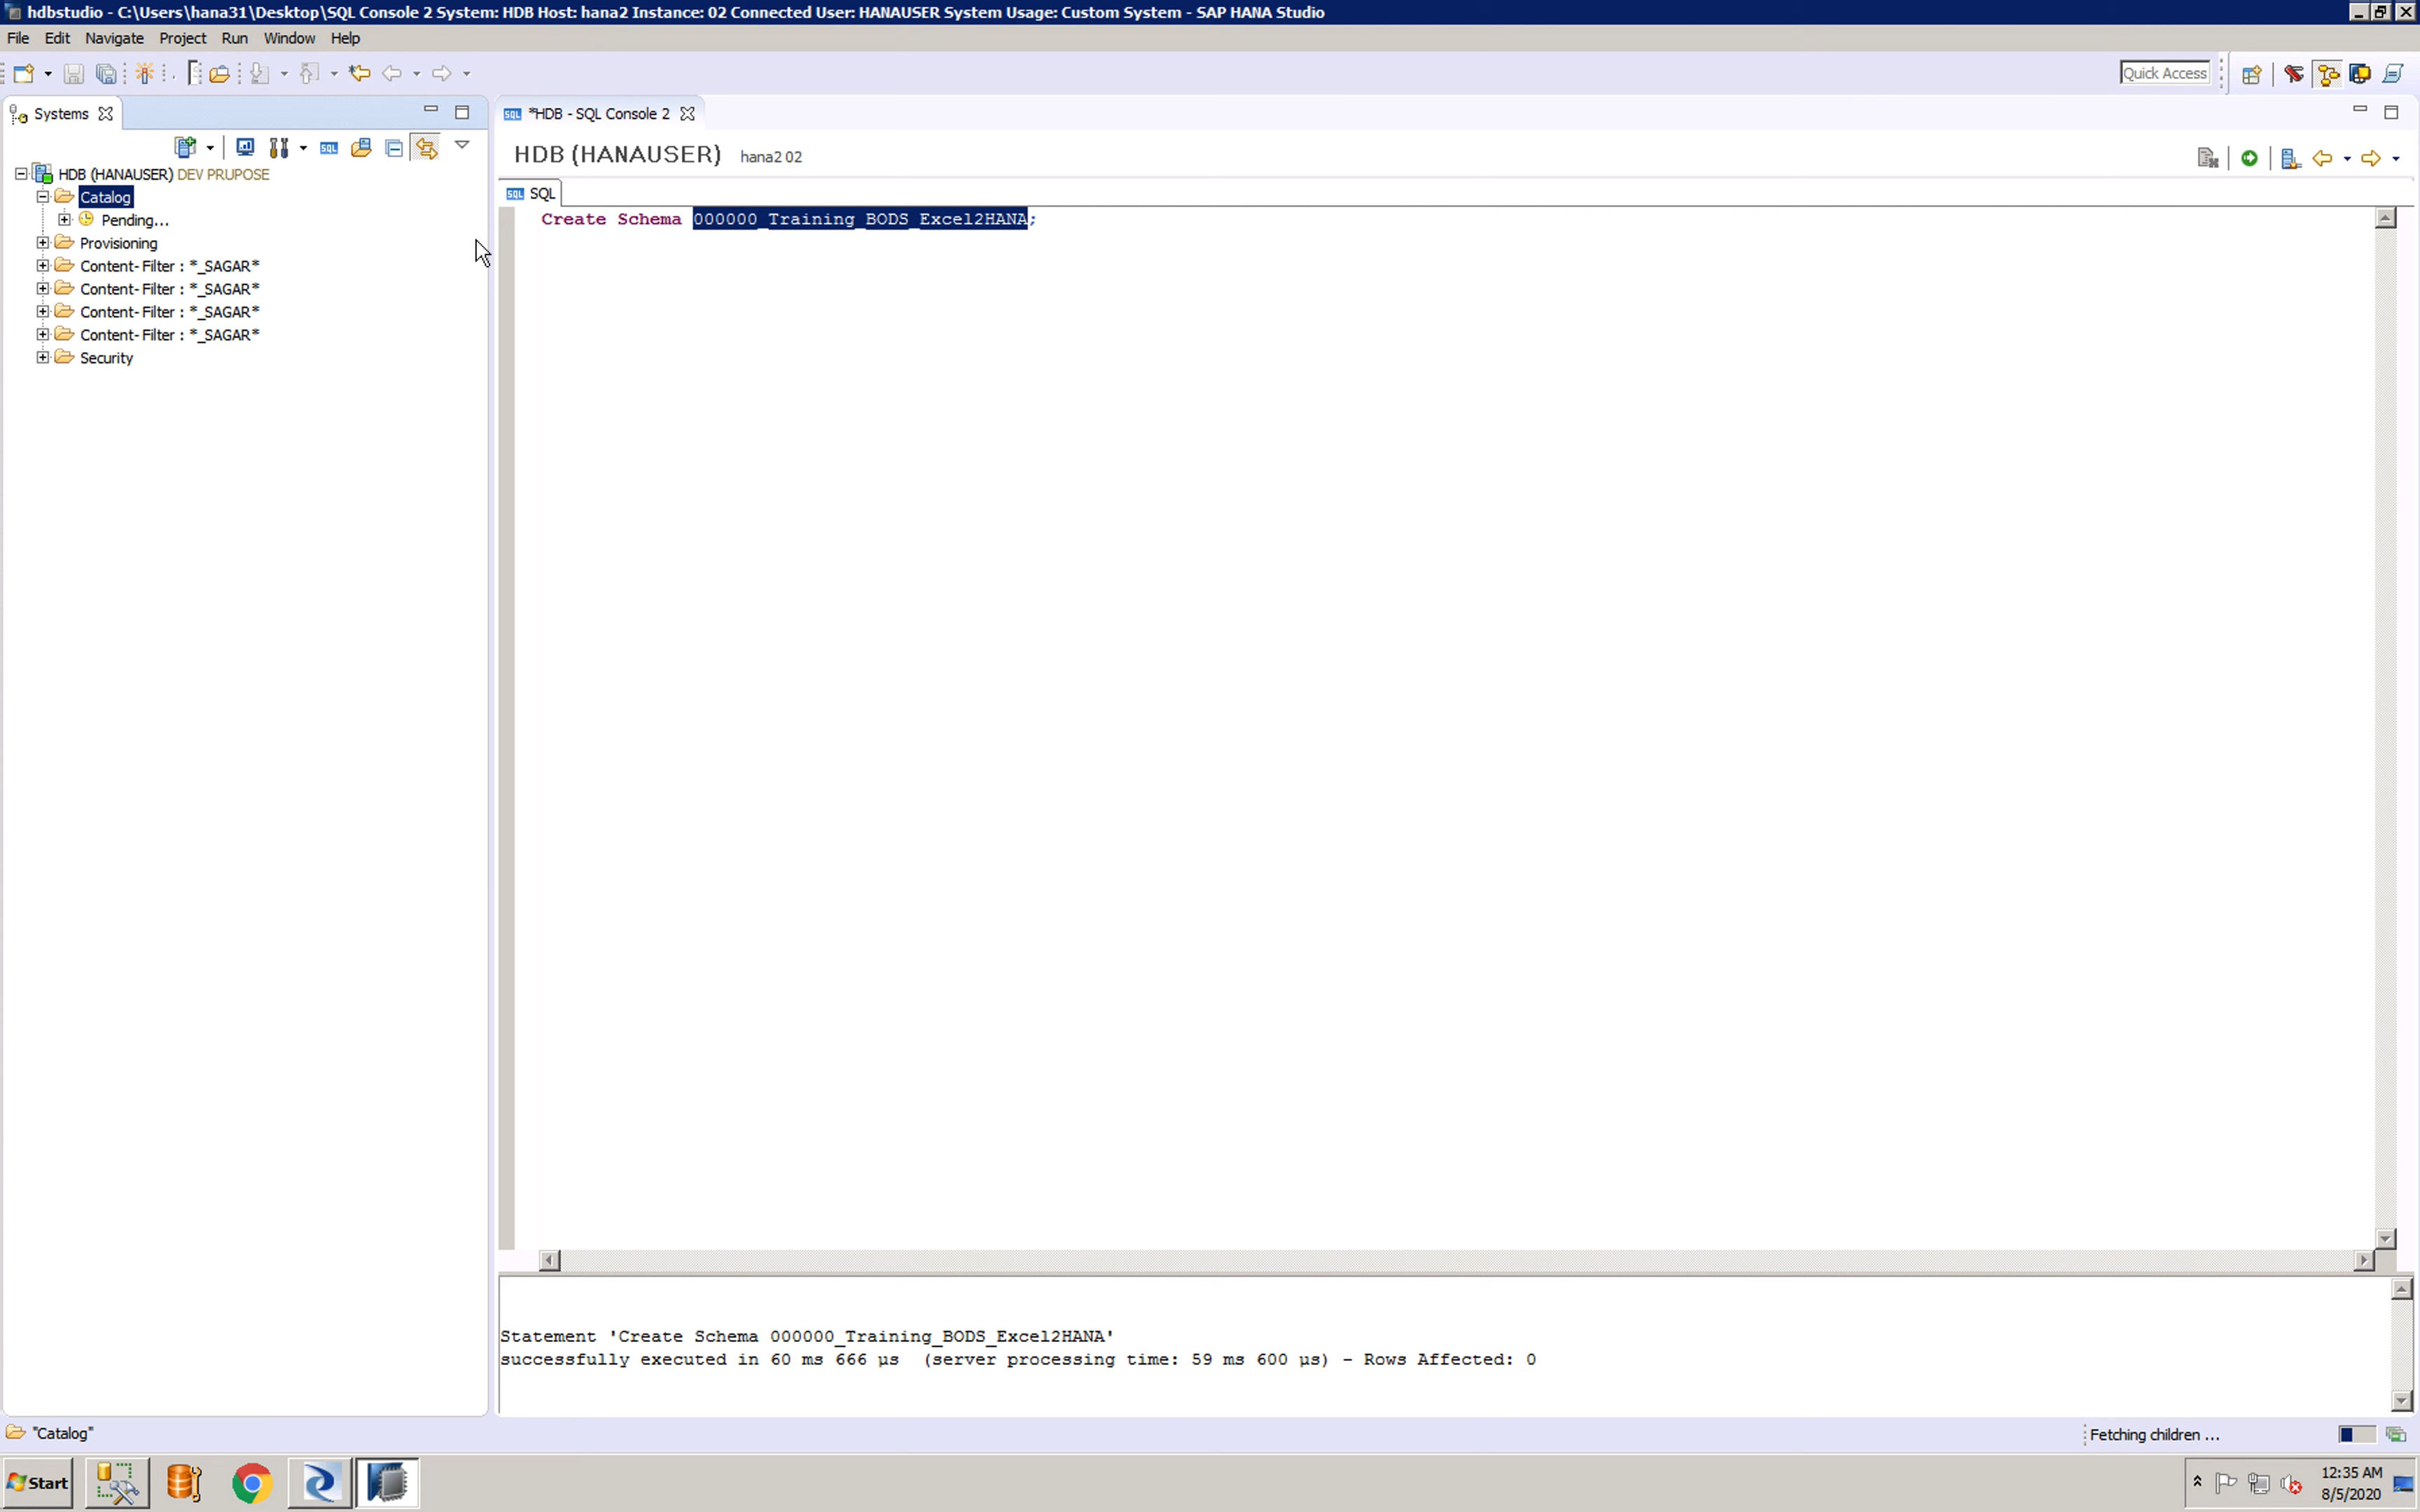 hdbstudio - C:\Users\hana31\Desktop\SQL Console 2 System: HDB Host: hana2 Instance: 02 Connected User: HANAUSER System Usage: Custom System - SAP HANA Studio
File Edit Navigate Project Run Window Help
Quick Access
Systems
*HDB - SQL Console 2
SQL
HDB (HANAUSER) hana2 02
SQL SQL
HDB (HANAUSER) DEV PRUPOSE
Catalog
Pending...
Provisioning
Content- Filter : *_SAGAR*
Content- Filter : *_SAGAR*
Content- Filter : *_SAGAR*
Content- Filter : *_SAGAR*
Security
Create Schema 000000_Training_BODS_Excel2HANA;
Statement 'Create Schema 000000_Training_BODS_Excel2HANA'
successfully executed in 60 ms 666 µs (server processing time: 59 ms 600 µs) - Rows Affected: 0
"Catalog"
Fetching children ...
Start
12:35 AM
8/5/2020